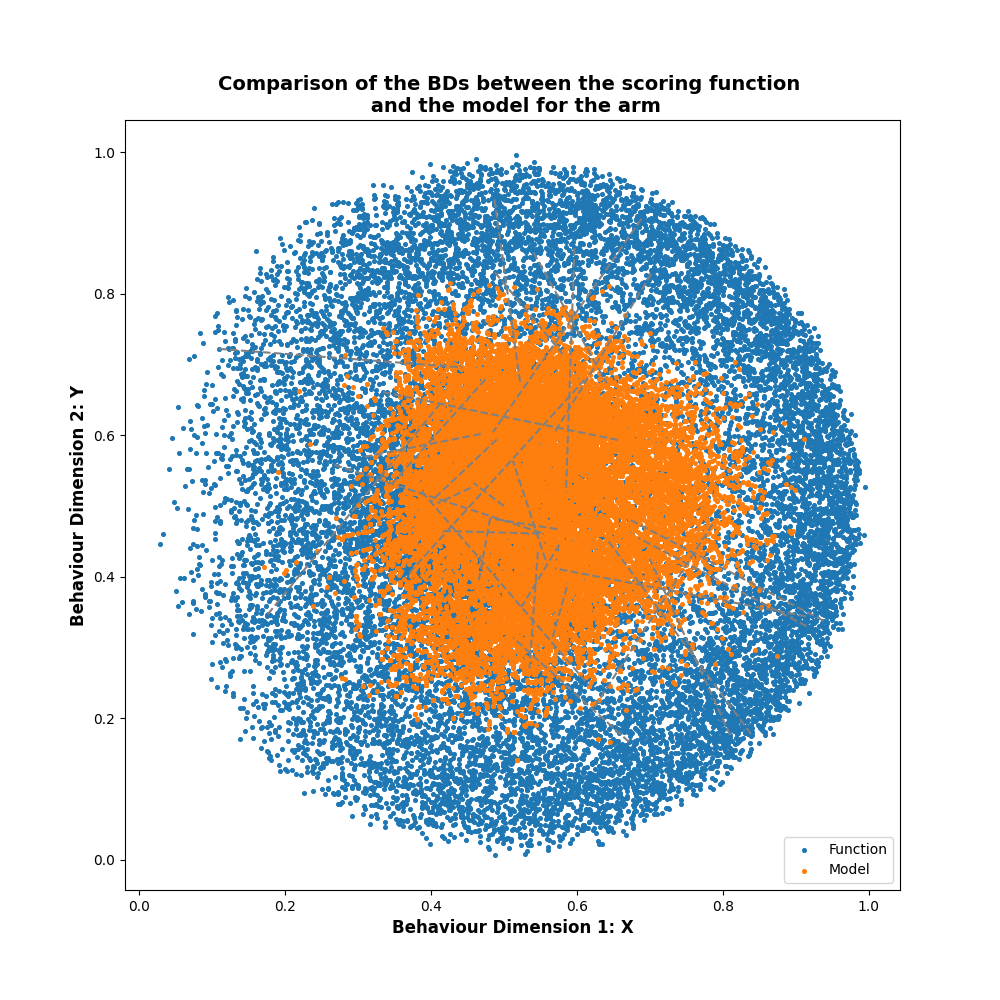 Comparison of the BDs between the scoring function
and the model for the arm
Behaviour Dimension 2: Y
1.0
0.8
0.6
0.4
0.2
0.0
0.0 0.2 0.4 0.6 0.8 1.0
Behaviour Dimension 1: X
Function
Model